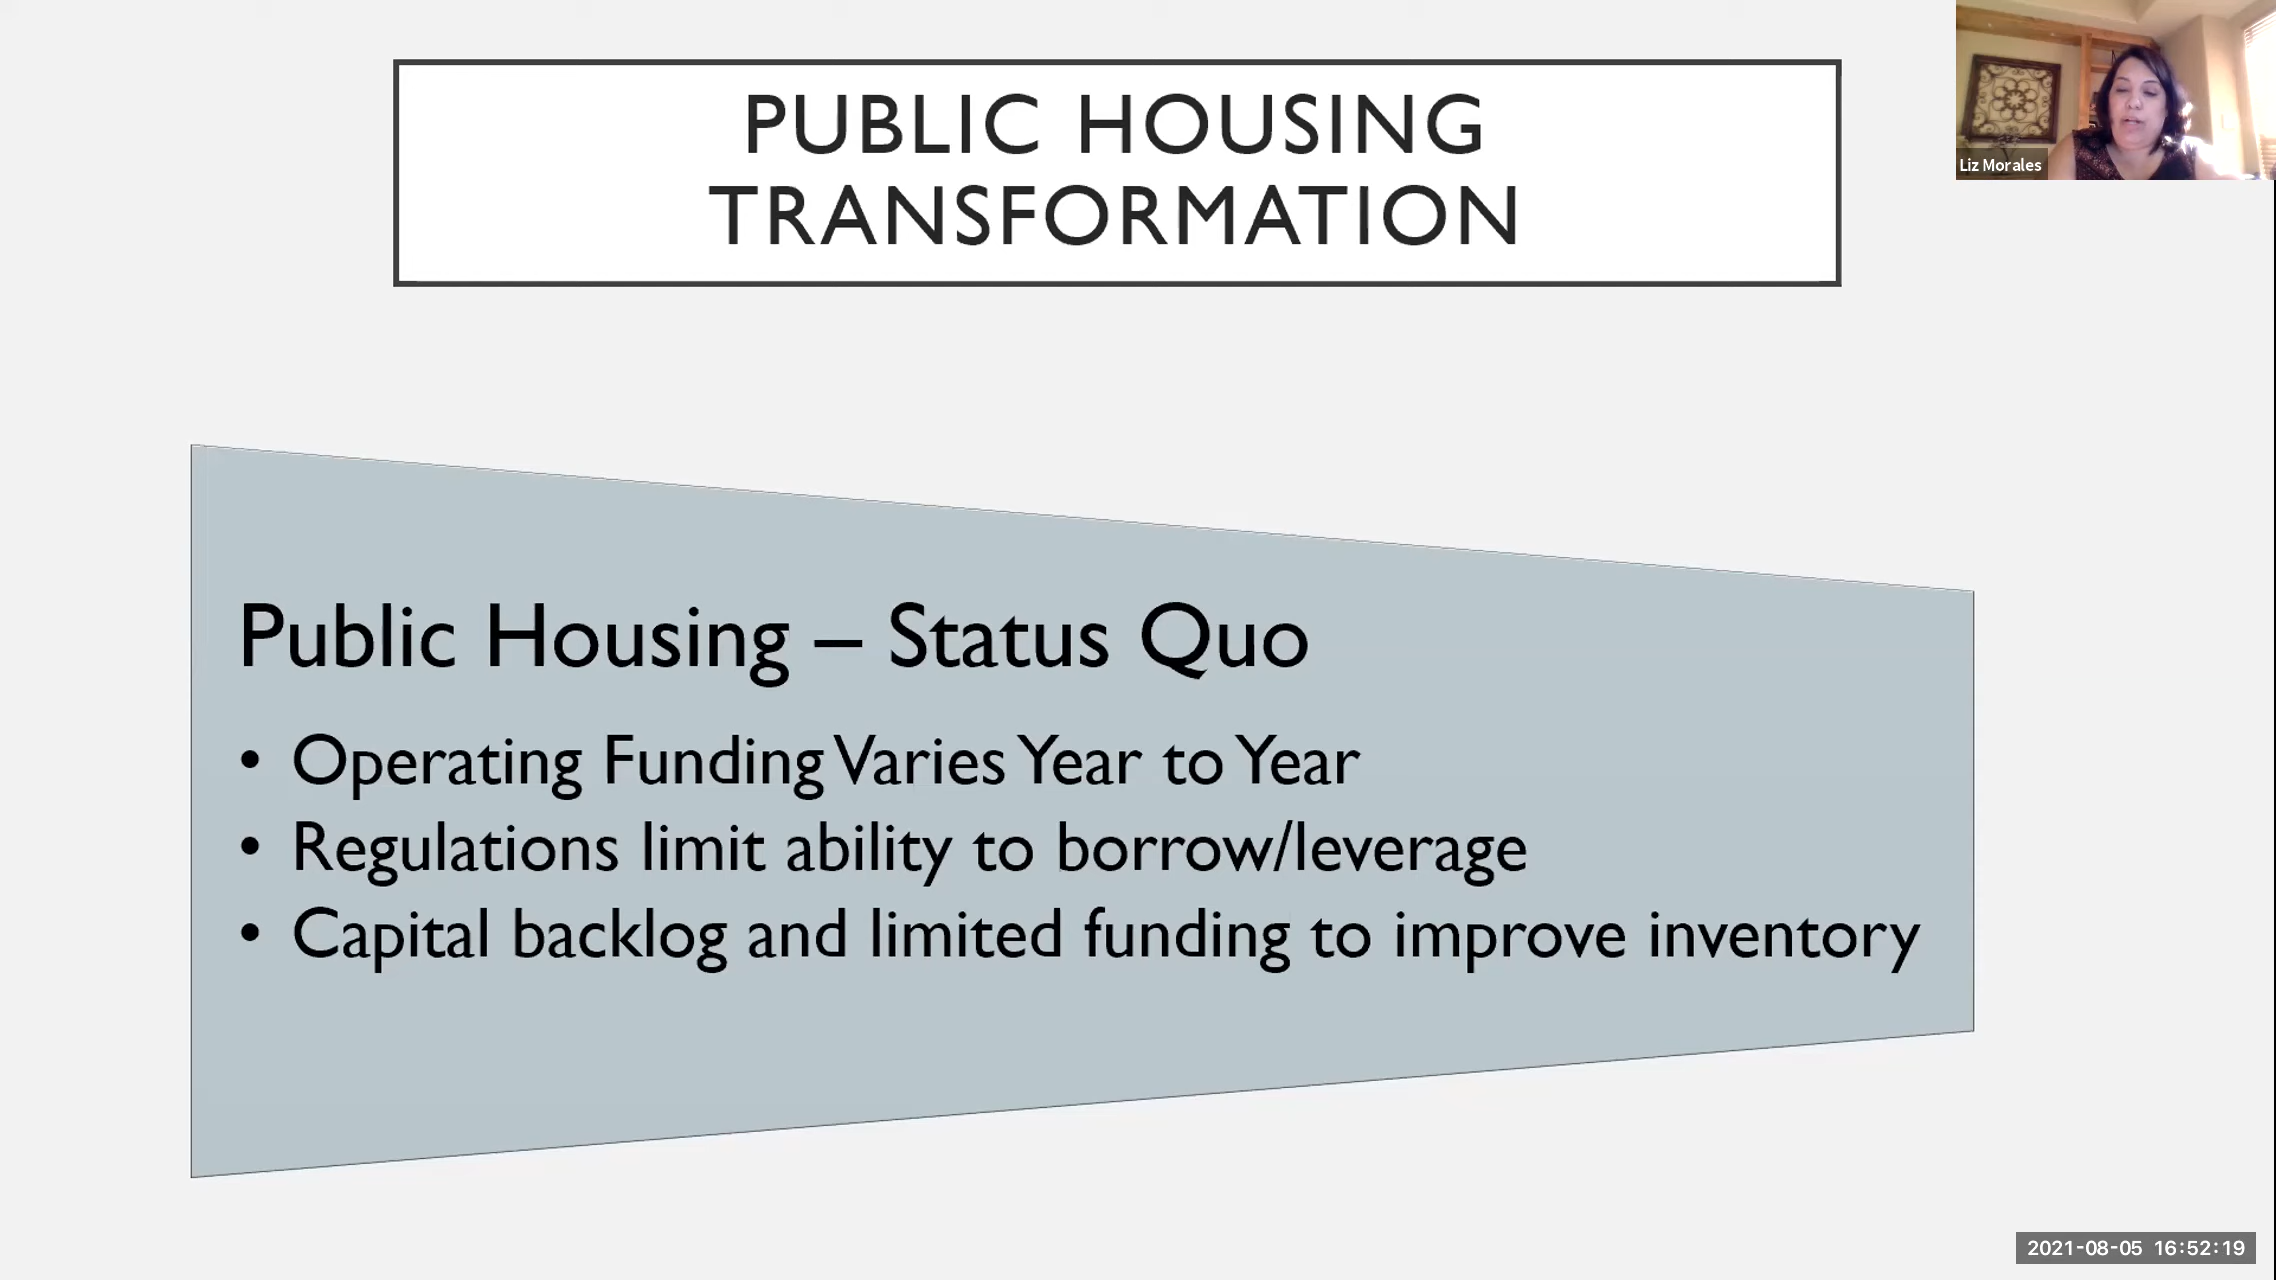 PUBLIC HOUSING
TRANSFORMATION
Liz Morales
Public Housing – Status Quo
• Operating Funding Varies Year to Year
• Regulations limit ability to borrow/leverage
• Capital backlog and limited funding to improve inventory
2021-08-05 16:52:19